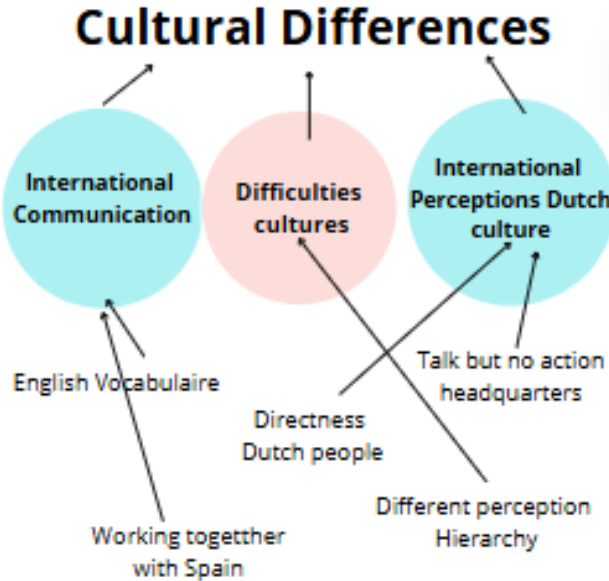 Cultural Differences
International
Communication
Difficulties
cultures
International
Perceptions Dutch
culture
English Vocabulaire
Talk but no action
headquarters
Directness
Dutch people
Different perception
Hierarchy
Working togetther
with Spain